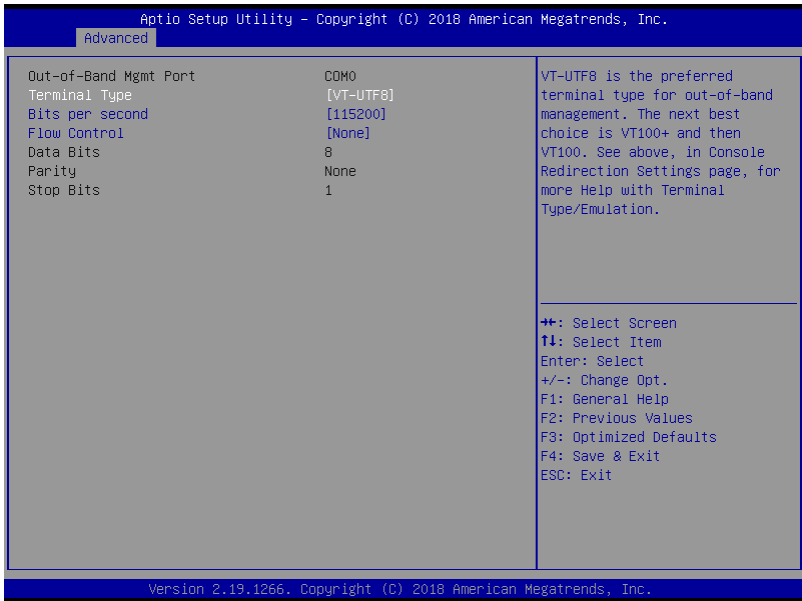 Aptio Setup Utility – Copyright (C) 2018 American Megatrends, Inc.
Advanced
Out-of-Band Mgmt Port COM0
Terminal Type [VT-UTF8]
Bits per second [115200]
Flow Control [None]
Data Bits 8
Parity None
Stop Bits 1
VT-UTF8 is the preferred
terminal type for out-of-band
management. The next best
choice is VT100+ and then
VT100. See above, in Console
Redirection Settings page, for
more Help with Terminal
Type/Emulation.
→←: Select Screen
↑↓: Select Item
Enter: Select
+/-: Change Opt.
F1: General Help
F2: Previous Values
F3: Optimized Defaults
F4: Save & Exit
ESC: Exit
Version 2.19.1266. Copyright (C) 2018 American Megatrends, Inc.